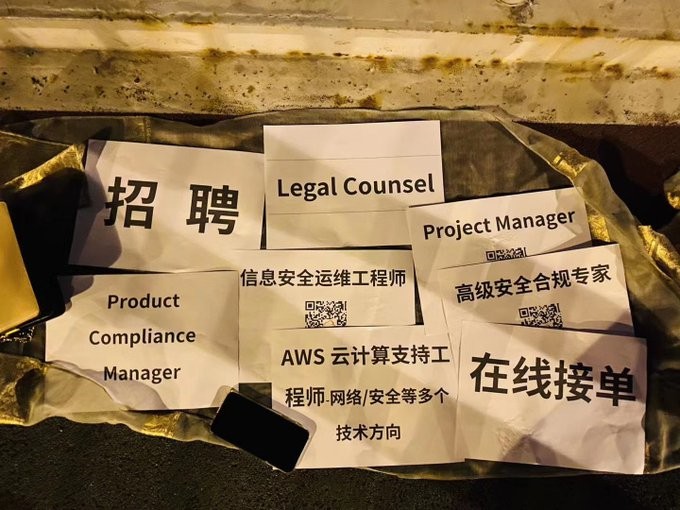 招 聘
Legal Counsel
Project Manager
信息安全运维工程师
高级安全合规专家
Product
Compliance
Manager
AWS 云计算支持工
程师-网络/安全等多个
技术方向
在线接单